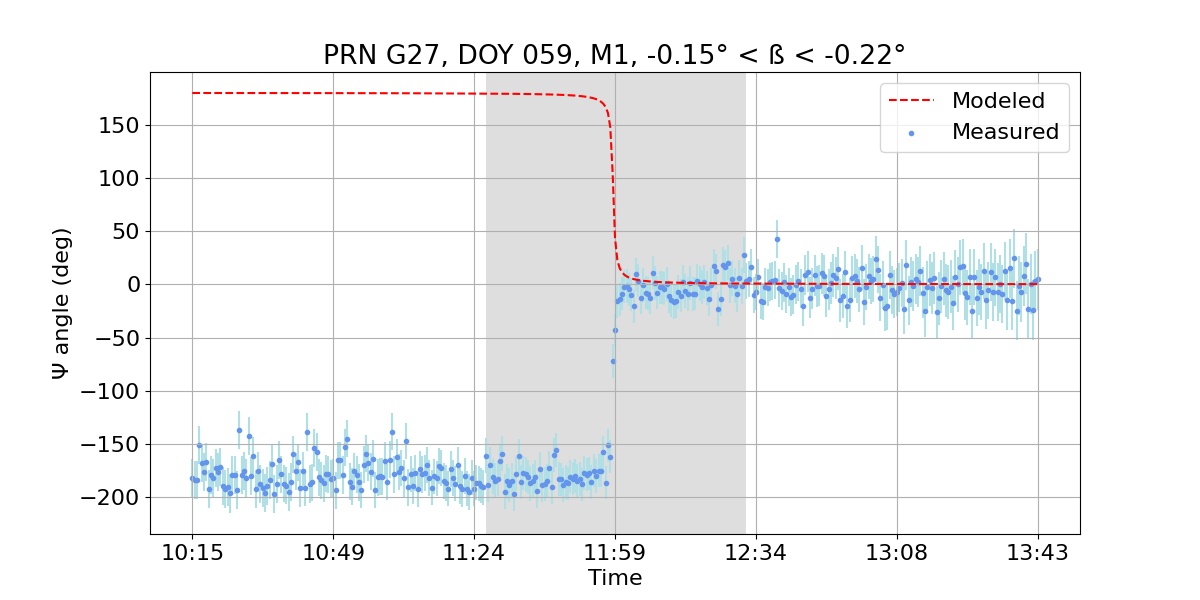 PRN G27, DOY 059, M1, -0.15° < ß < -0.22°
Modeled
Measured
Ψ angle (deg)
150
100
50
0
−50
−100
−150
−200
10:15 10:49 11:24 11:59 12:34 13:08 13:43
Time